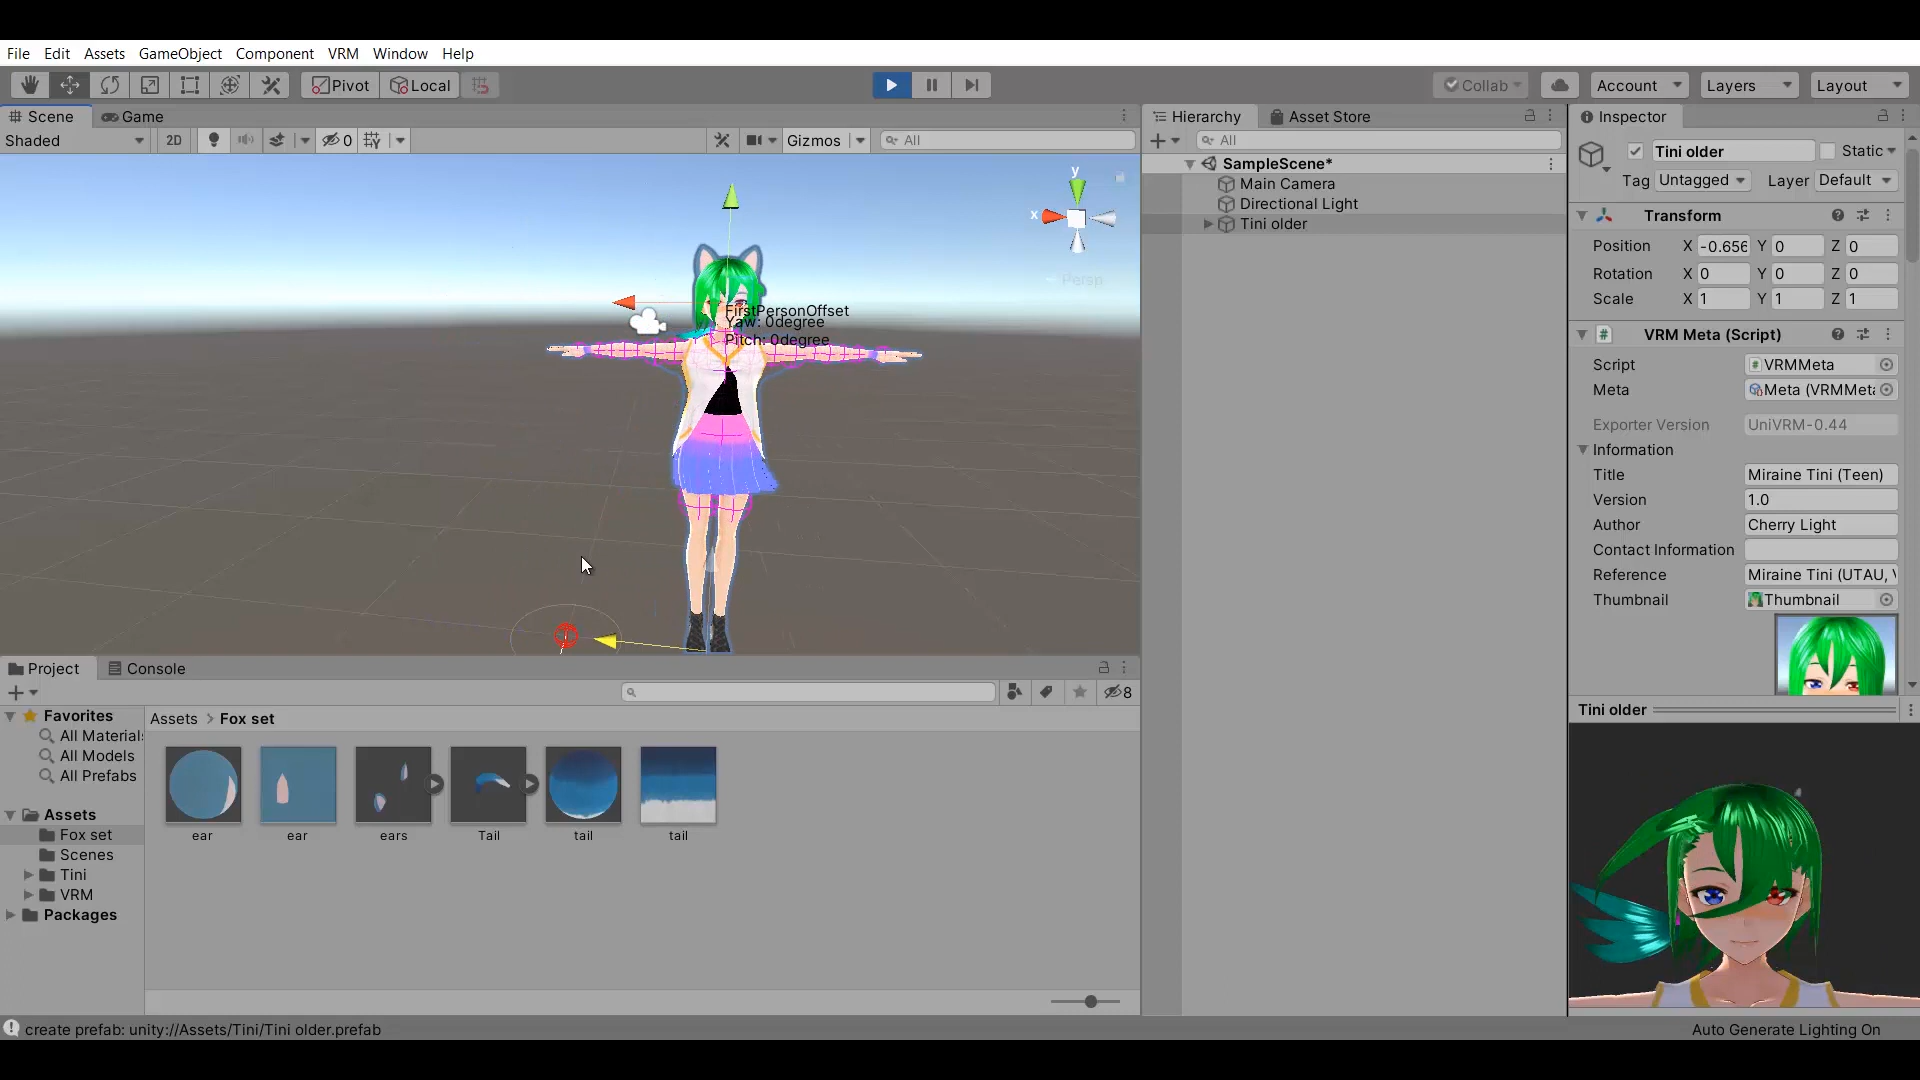 File Edit Assets GameObject Component VRM Window Help
Pivot Local Collab Account Layers Layout
Scene Game
Hierarchy Asset Store
Inspector
Shaded 2D 0 Gizmos All
All
SampleScene*
Main Camera
Directional Light
Tini older
Tini older Static
Tag Untagged Layer Default
Transform
Position X -0.656 Y 0 Z 0
Rotation X 0 Y 0 Z 0
Scale X 1 Y 1 Z 1
VRM Meta (Script)
Script VRMMeta
Meta Meta (VRMMeta
Exporter Version UniVRM-0.44
Information
Title Miraine Tini (Teen)
Version 1.0
Author Cherry Light
Contact Information
Reference Miraine Tini (UTAU,
Thumbnail Thumbnail
Tini older
y
x
Persp
FirstPersonOffset
Yaw: 0degree
Pitch: 0degree
Project Console
8
Favorites
All Materials
All Models
All Prefabs
Assets
Fox set
Scenes
Tini
VRM
Packages
Assets > Fox set
ear ear ears Tail tail tail
create prefab: unity://Assets/Tini/Tini older.prefab
Auto Generate Lighting On